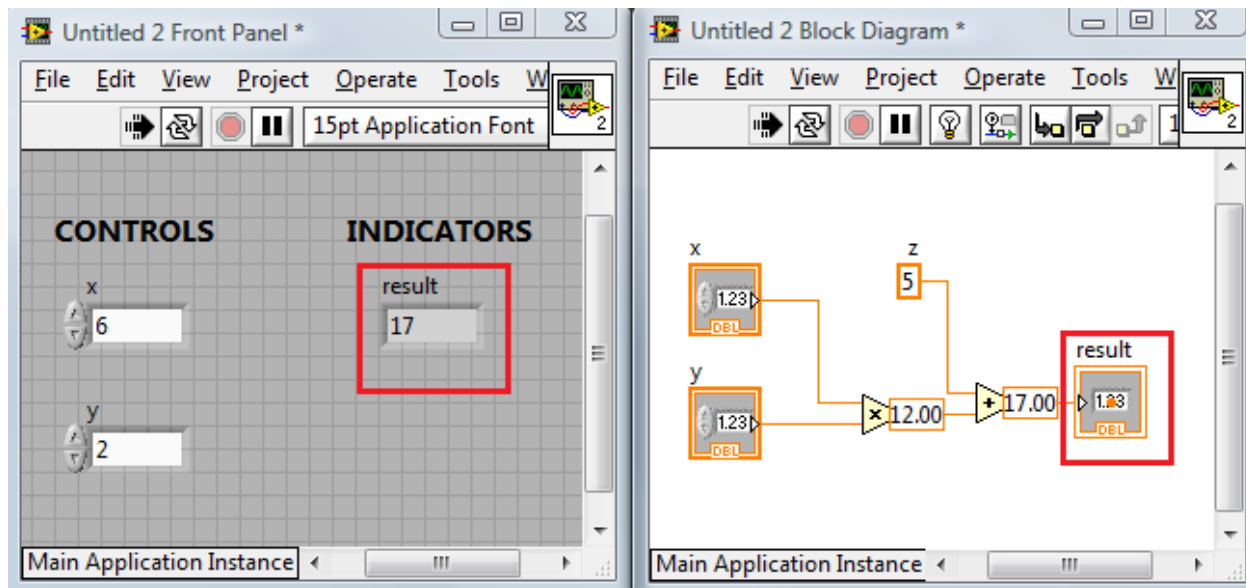 Untitled 2 Front Panel *
File Edit View Project Operate Tools W
15pt Application Font
2
CONTROLS
INDICATORS
x
6
result
17
y
2
Main Application Instance
Untitled 2 Block Diagram *
File Edit View Project Operate Tools W
1
2
x
1.23
DBL
z
5
y
1.23
DBL
×
12.00
+
17.00
result
1.23
DBL
Main Application Instance